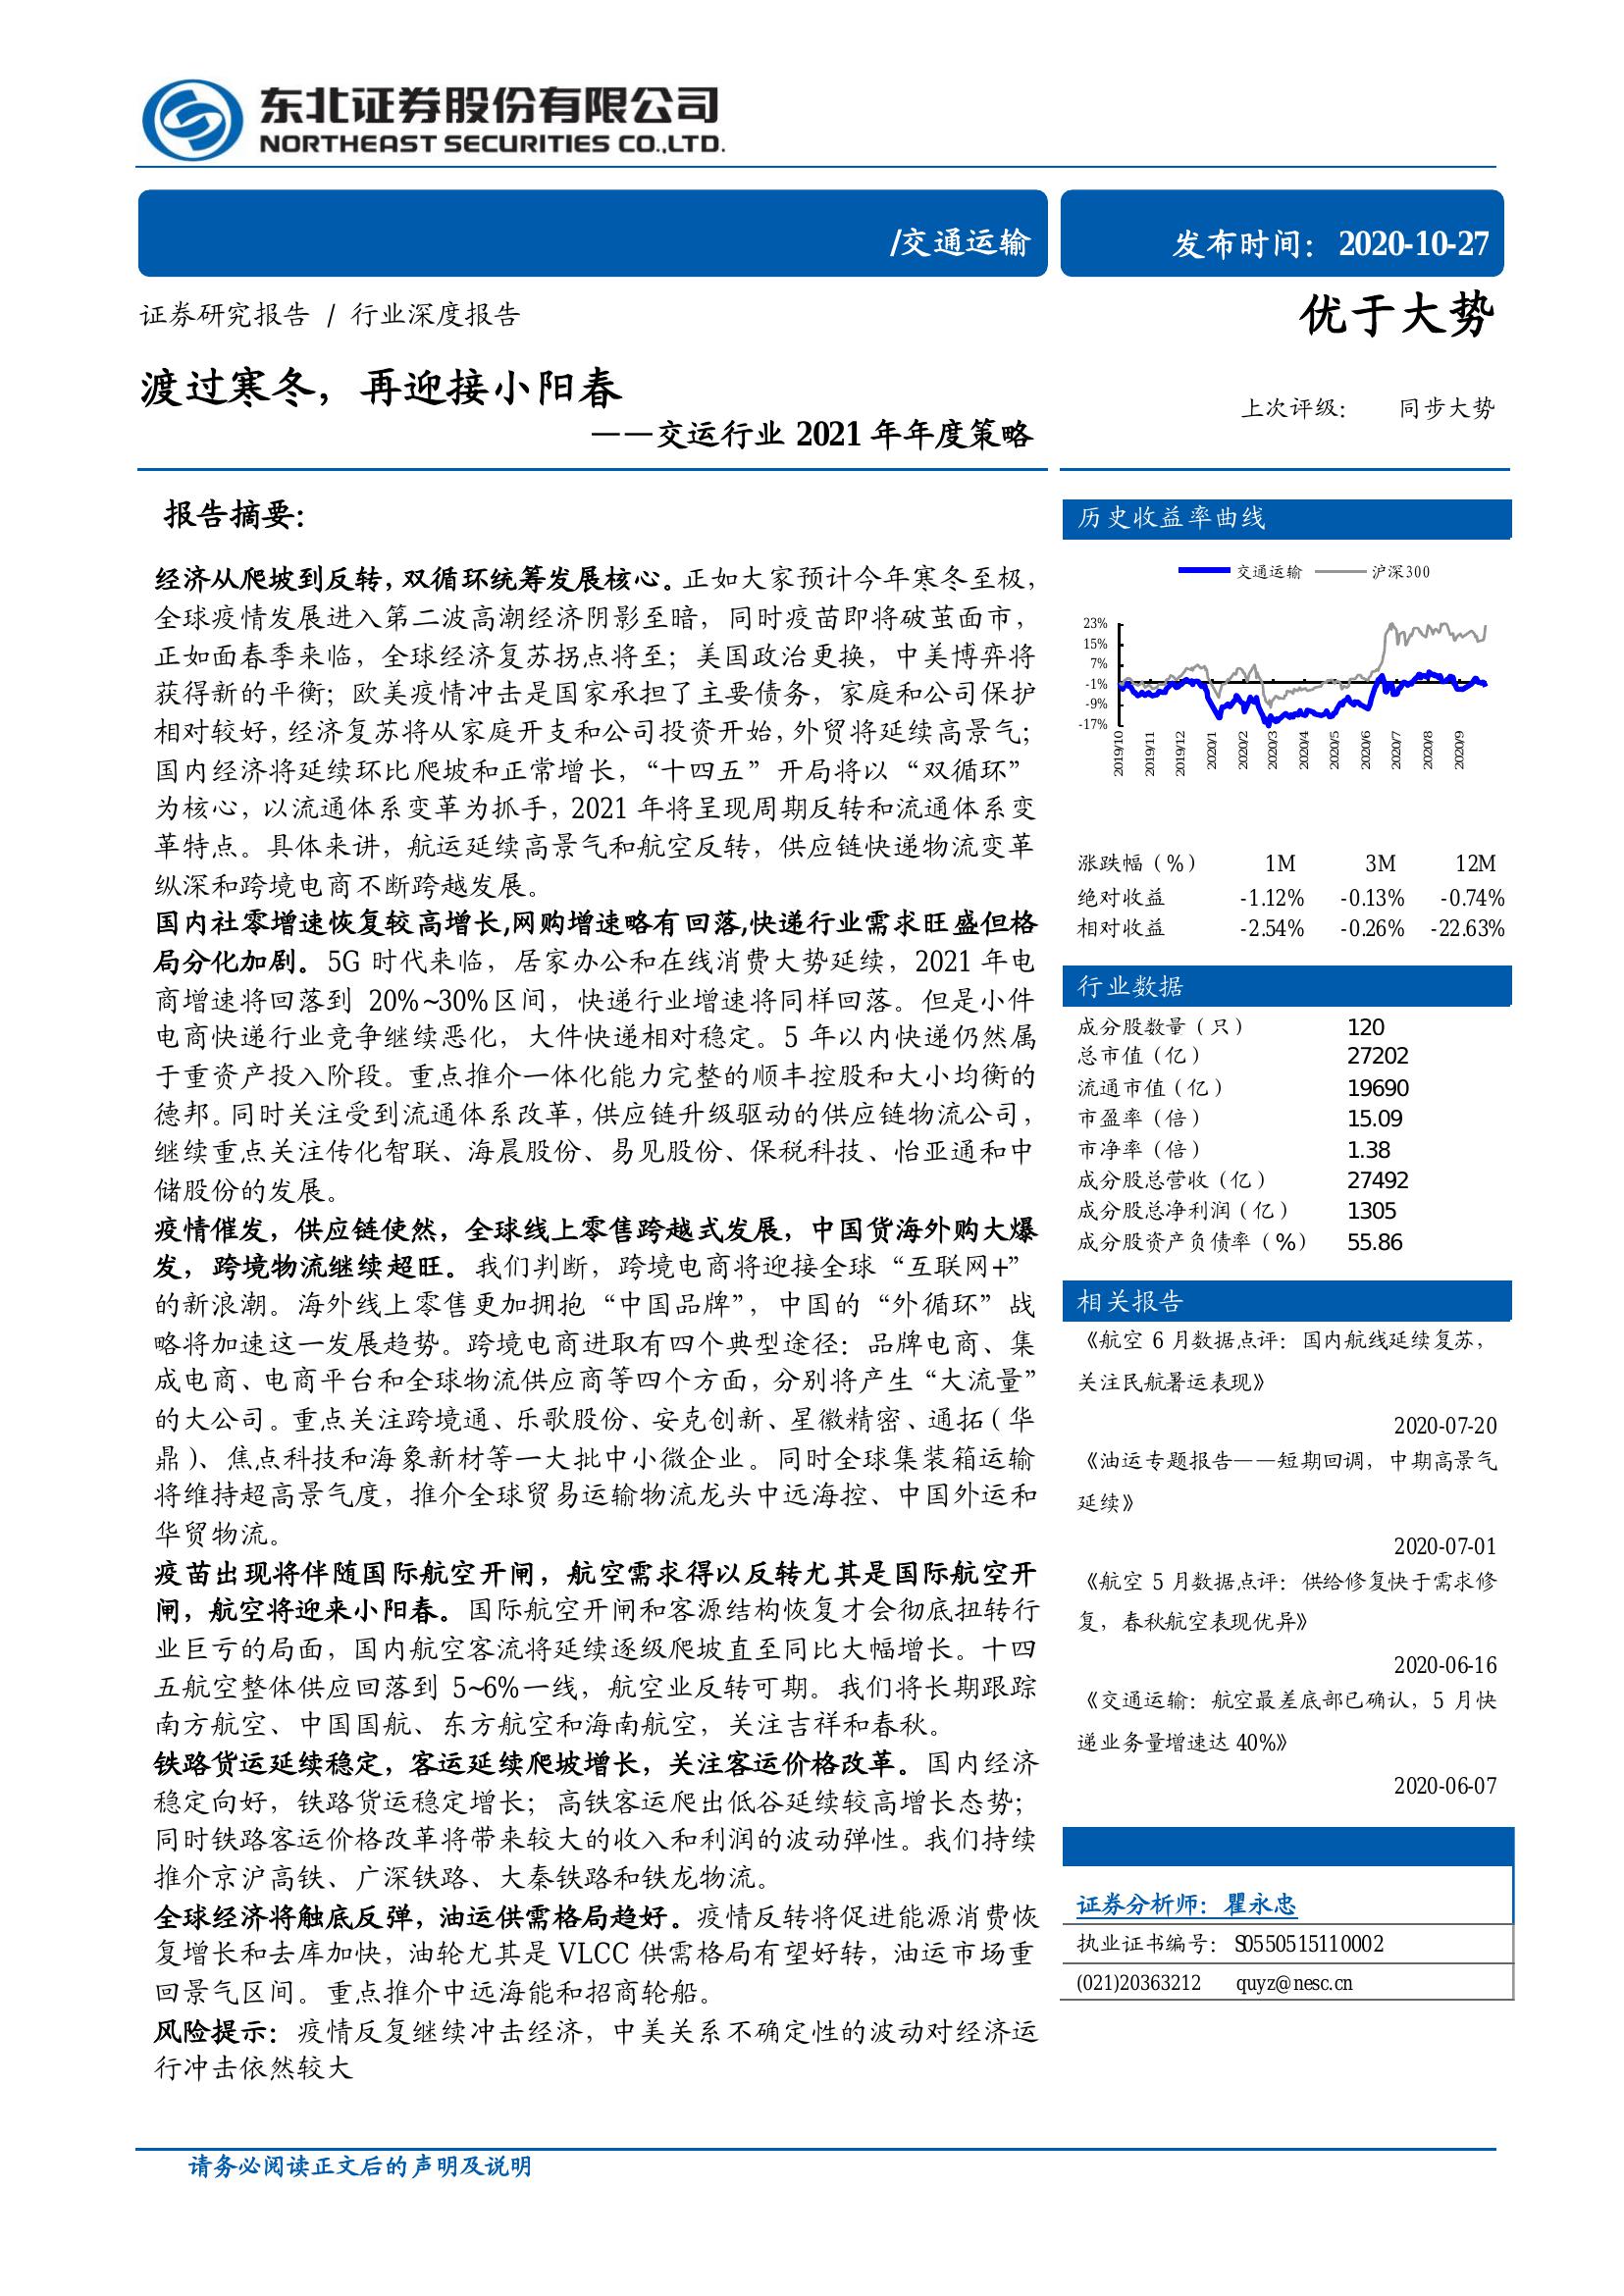 东北证券股份有限公司
NORTHEAST SECURITIES CO.,LTD.
/交通运输
发布时间：2020-10-27
证券研究报告 / 行业深度报告
优于大势
渡过寒冬，再迎接小阳春
——交运行业 2021 年年度策略
上次评级： 同步大势
报告摘要：
经济从爬坡到反转，双循环统筹发展核心。正如大家预计今年寒冬至极，
全球疫情发展进入第二波高潮经济阴影至暗，同时疫苗即将破茧面市，
正如面春季来临，全球经济复苏拐点将至；美国政治更换，中美博弈将
获得新的平衡；欧美疫情冲击是国家承担了主要债务，家庭和公司保护
相对较好，经济复苏将从家庭开支和公司投资开始，外贸将延续高景气；
国内经济将延续环比爬坡和正常增长，“十四五”开局将以“双循环”
为核心，以流通体系变革为抓手，2021 年将呈现周期反转和流通体系变
革特点。具体来讲，航运延续高景气和航空反转，供应链快递物流变革
纵深和跨境电商不断跨越发展。
国内社零增速恢复较高增长,网购增速略有回落,快递行业需求旺盛但格
局分化加剧。5G 时代来临，居家办公和在线消费大势延续，2021 年电
商增速将回落到 20%~30%区间，快递行业增速将同样回落。但是小件
电商快递行业竞争继续恶化，大件快递相对稳定。5 年以内快递仍然属
于重资产投入阶段。重点推介一体化能力完整的顺丰控股和大小均衡的
德邦。同时关注受到流通体系改革，供应链升级驱动的供应链物流公司，
继续重点关注传化智联、海晨股份、易见股份、保税科技、怡亚通和中
储股份的发展。
疫情催发，供应链使然，全球线上零售跨越式发展，中国货海外购大爆
发，跨境物流继续超旺。我们判断，跨境电商将迎接全球“互联网+”
的新浪潮。海外线上零售更加拥抱“中国品牌”，中国的“外循环”战
略将加速这一发展趋势。跨境电商进取有四个典型途径：品牌电商、集
成电商、电商平台和全球物流供应商等四个方面，分别将产生“大流量”
的大公司。重点关注跨境通、乐歌股份、安克创新、星徽精密、通拓（华
鼎）、焦点科技和海象新材等一大批中小微企业。同时全球集装箱运输
将维持超高景气度，推介全球贸易运输物流龙头中远海控、中国外运和
华贸物流。
疫苗出现将伴随国际航空开闸，航空需求得以反转尤其是国际航空开
闸，航空将迎来小阳春。国际航空开闸和客源结构恢复才会彻底扭转行
业巨亏的局面，国内航空客流将延续逐级爬坡直至同比大幅增长。十四
五航空整体供应回落到 5~6%一线，航空业反转可期。我们将长期跟踪
南方航空、中国国航、东方航空和海南航空，关注吉祥和春秋。
铁路货运延续稳定，客运延续爬坡增长，关注客运价格改革。国内经济
稳定向好，铁路货运稳定增长；高铁客运爬出低谷延续较高增长态势；
同时铁路客运价格改革将带来较大的收入和利润的波动弹性。我们持续
推介京沪高铁、广深铁路、大秦铁路和铁龙物流。
全球经济将触底反弹，油运供需格局趋好。疫情反转将促进能源消费恢
复增长和去库加快，油轮尤其是 VLCC 供需格局有望好转，油运市场重
回景气区间。重点推介中远海能和招商轮船。
风险提示：疫情反复继续冲击经济，中美关系不确定性的波动对经济运
行冲击依然较大
历史收益率曲线
交通运输 沪深300
23%
15%
7%
-1%
-9%
-17%
2019/10 2019/11 2019/12 2020/1 2020/2 2020/3 2020/4 2020/5 2020/6 2020/7 2020/8 2020/9
涨跌幅（%） 1M 3M 12M
绝对收益 -1.12% -0.13% -0.74%
相对收益 -2.54% -0.26% -22.63%
行业数据
成分股数量（只） 120
总市值（亿） 27202
流通市值（亿） 19690
市盈率（倍） 15.09
市净率（倍） 1.38
成分股总营收（亿） 27492
成分股总净利润（亿） 1305
成分股资产负债率（%） 55.86
相关报告
《航空 6 月数据点评：国内航线延续复苏，
关注民航暑运表现》
2020-07-20
《油运专题报告——短期回调，中期高景气
延续》
2020-07-01
《航空 5 月数据点评：供给修复快于需求修
复，春秋航空表现优异》
2020-06-16
《交通运输：航空最差底部已确认，5 月快
递业务量增速达 40%》
2020-06-07
证券分析师：瞿永忠
执业证书编号：S0550515110002
(021)20363212 quyz@nesc.cn
请务必阅读正文后的声明及说明